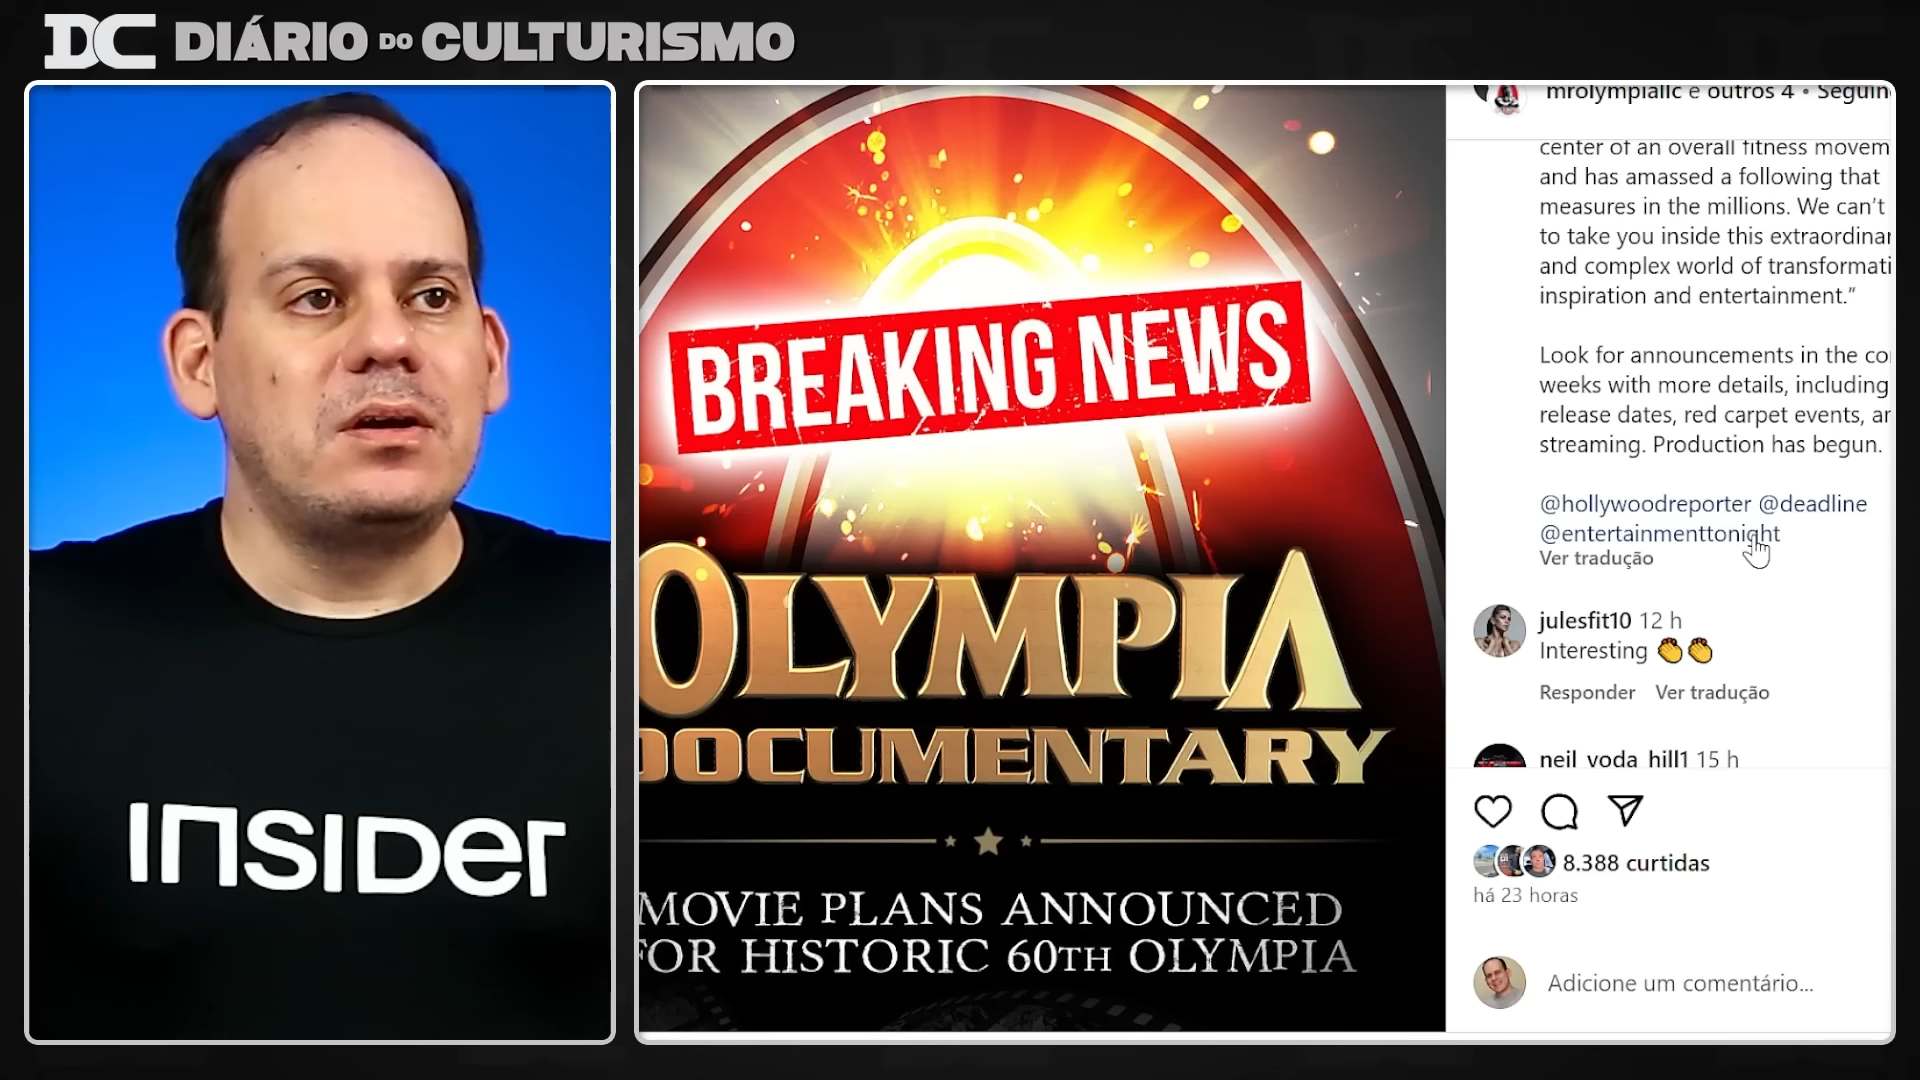 DC DIÁRIO DO CULTURISMO
INSIDER
BREAKING NEWS
OLYMPIA
DOCUMENTARY
MOVIE PLANS ANNOUNCED
FOR HISTORIC 60TH OLYMPIA
mrolympiallc e outros 4 • Seguin
center of an overall fitness movem
and has amassed a following that
measures in the millions. We can't
to take you inside this extraordinar
and complex world of transformati
inspiration and entertainment."
Look for announcements in the co
weeks with more details, including
release dates, red carpet events, an
streaming. Production has begun.
@hollywoodreporter @deadline
@entertainmenttonight
Ver tradução
julesfit10 12 h
Interesting 👏👏
Responder Ver tradução
neil_voda_hill1 15 h
8.388 curtidas
há 23 horas
Adicione um comentário...